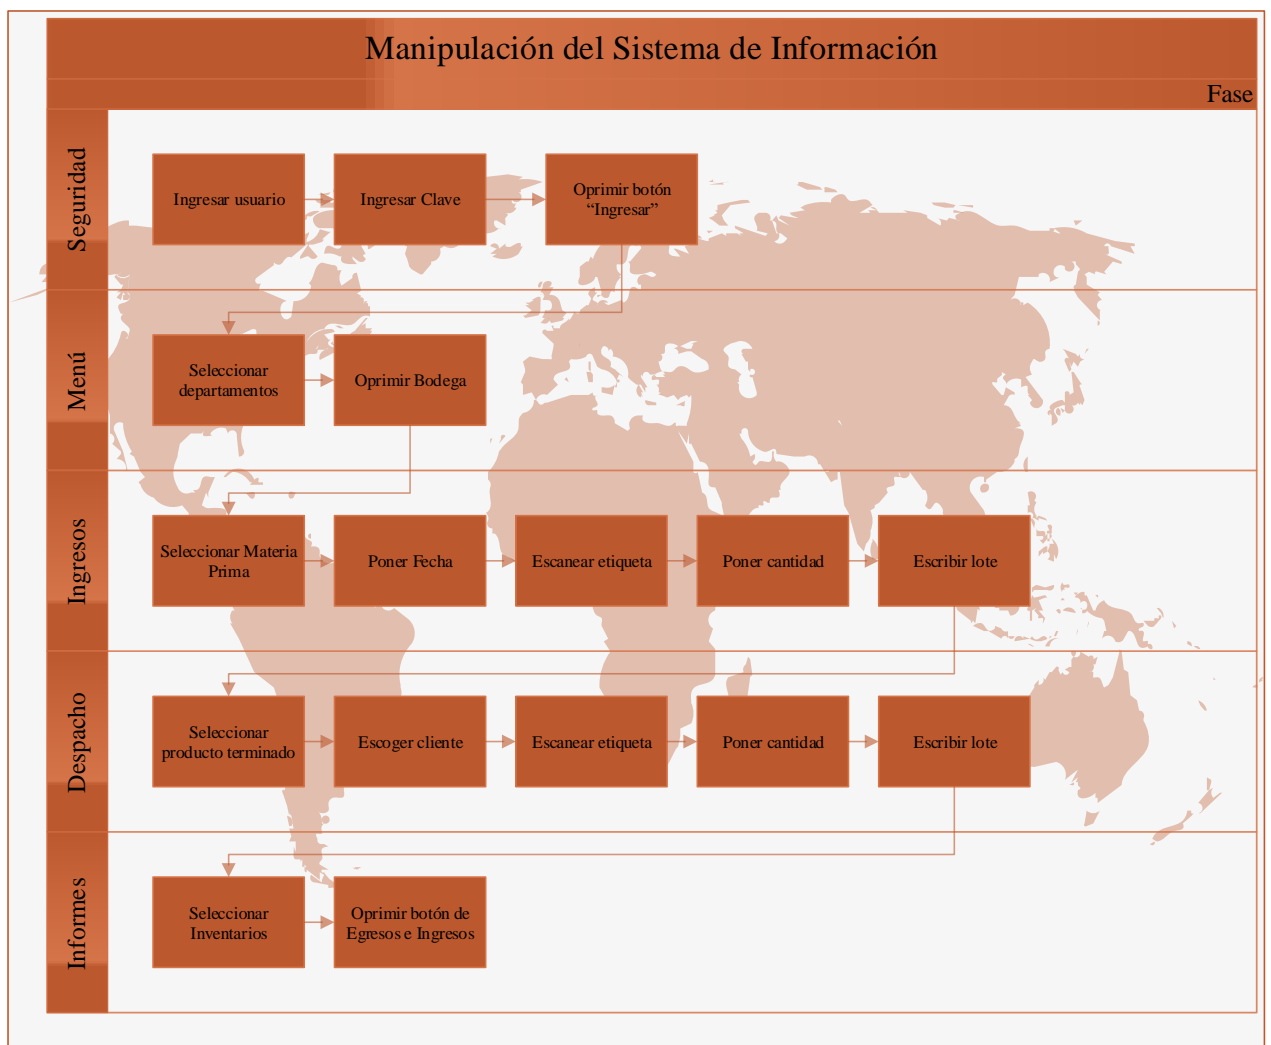 Manipulación del Sistema de Información
Fase
Seguridad
Ingresar usuario
Ingresar Clave
Oprimir botón
“Ingresar”
Menú
Seleccionar
departamentos
Oprimir Bodega
Ingresos
Seleccionar Materia
Prima
Poner Fecha
Escanear etiqueta
Poner cantidad
Escribir lote
Despacho
Seleccionar
producto terminado
Escoger cliente
Escanear etiqueta
Poner cantidad
Escribir lote
Informes
Seleccionar
Inventarios
Oprimir botón de
Egresos e Ingresos